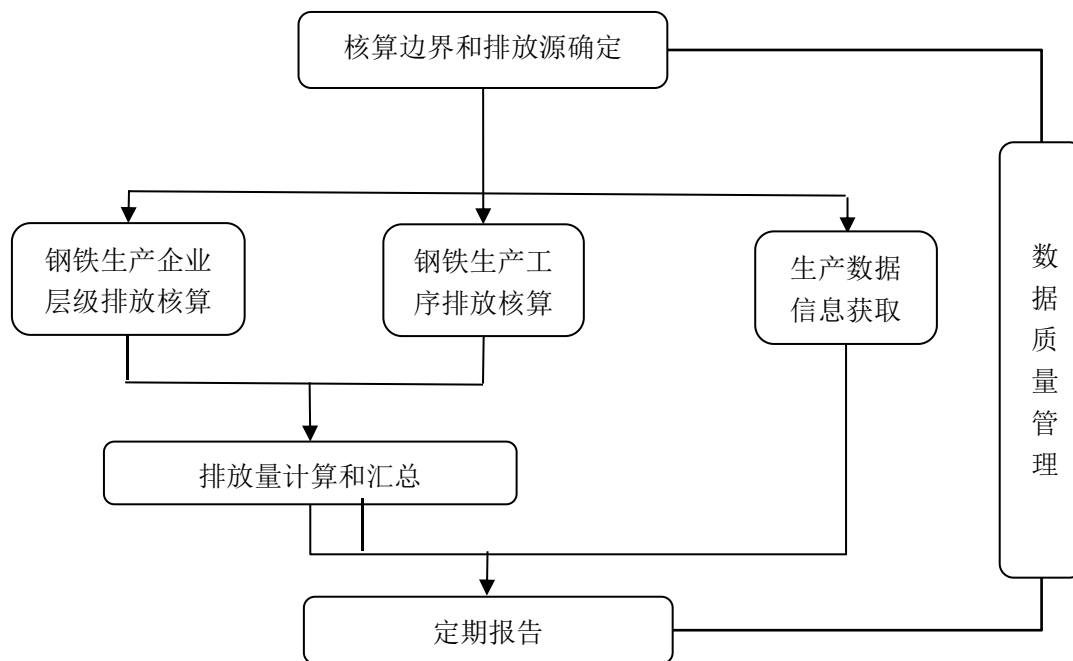 核算边界和排放源确定
钢铁生产企业
层级排放核算
钢铁生产工
序排放核算
生产数据
信息获取
数
据
质
量
管
理
排放量计算和汇总
定期报告